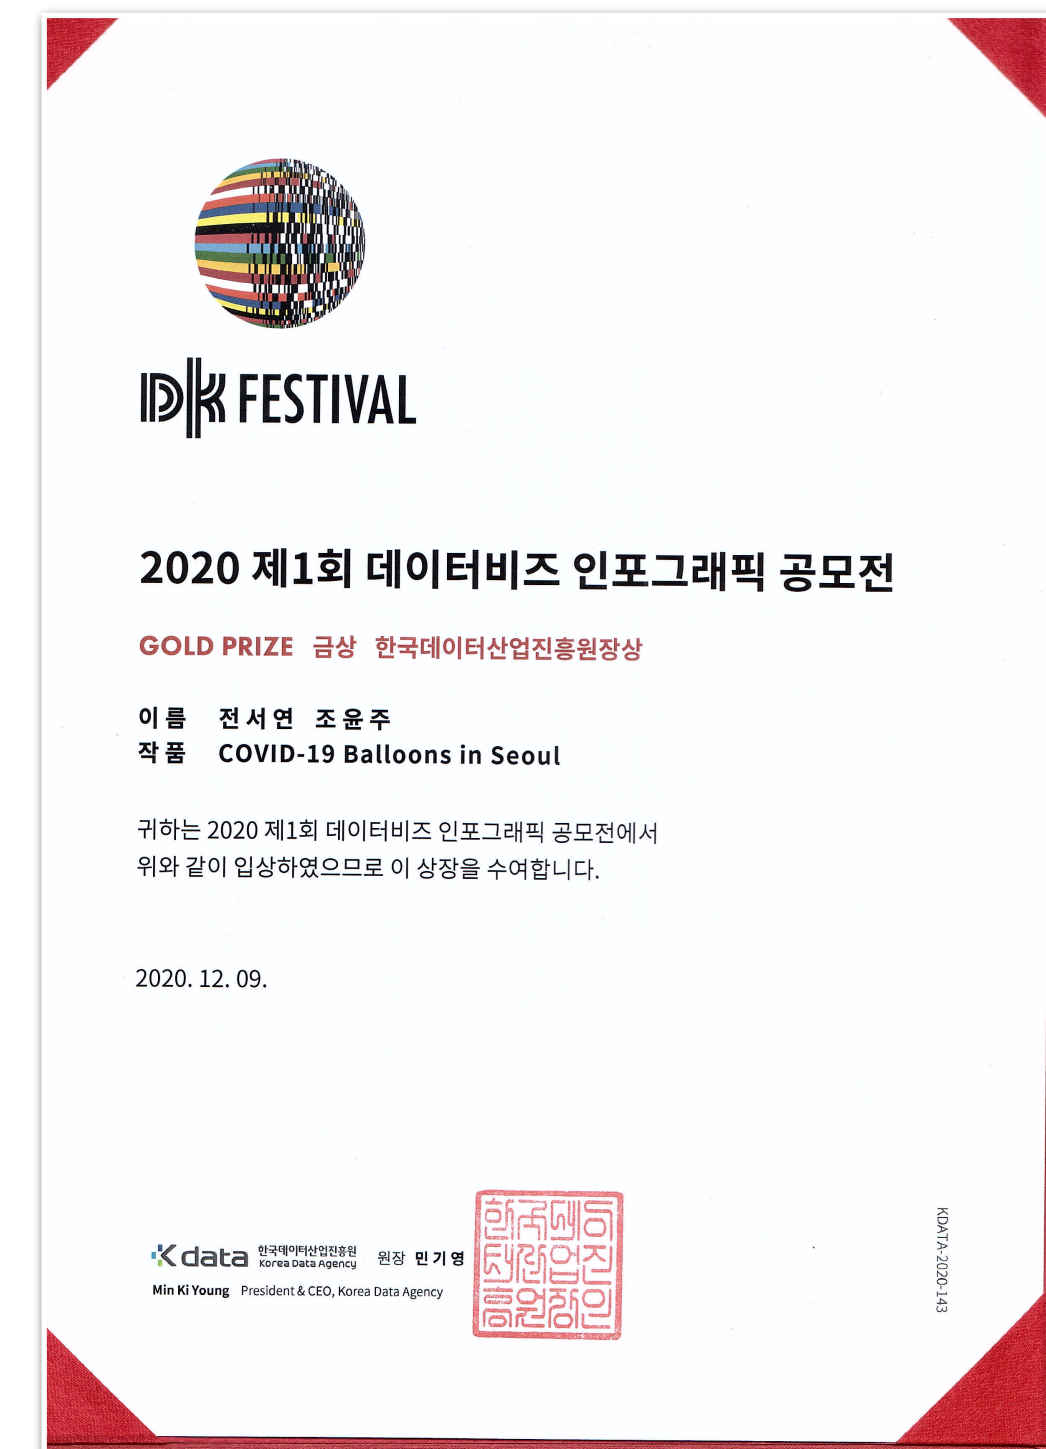 DK FESTIVAL
2020 제1회 데이터비즈 인포그래픽 공모전
GOLD PRIZE 금상 한국데이터산업진흥원장상
이름 전서연 조윤주
작품 COVID-19 Balloons in Seoul
귀하는 2020 제1회 데이터비즈 인포그래픽 공모전에서
위와 같이 입상하였으므로 이 상장을 수여합니다.
2020. 12. 09.
Kdata 한국데이터산업진흥원 원장 민기영
Korea Data Agency
Min Ki Young President & CEO, Korea Data Agency
한국데이
터산업진
흥원장인
KDATA-2020-143